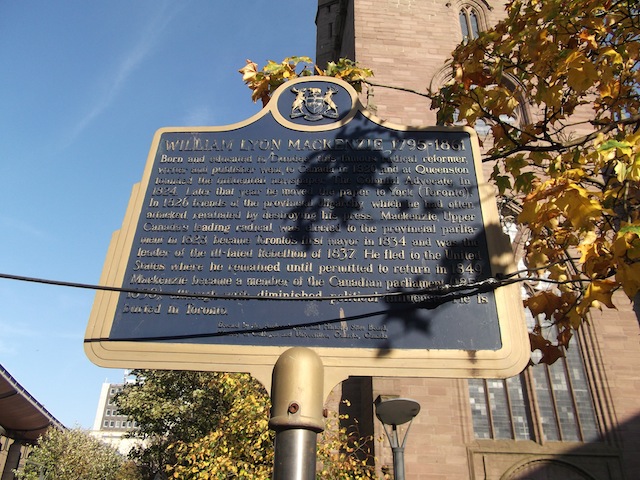 WILLIAM LYON MACKENZIE 1795-1861
Born and educated in Dundee, this famous radical reformer,
writer and publisher came to Canada in and at Queenston
founded the influential newspaper Colonial Advocate in
1824. Later that year he moved the paper to York (Toronto).
In 1826 friends of the provincial oligarchy which he had often
attacked retaliated by destroying his press. Mackenzie, Upper
Canada's leading radical, was elected to the provincial parlia-
ment in 1828, became Toronto's first mayor in 1834 and was the
leader of the ill-fated Rebellion of 1837. He fled to the United
States where he remained until permitted to return in 1849.
Mackenzie became a member of the Canadian parliament
though with diminished political influence. He is
buried in Toronto.